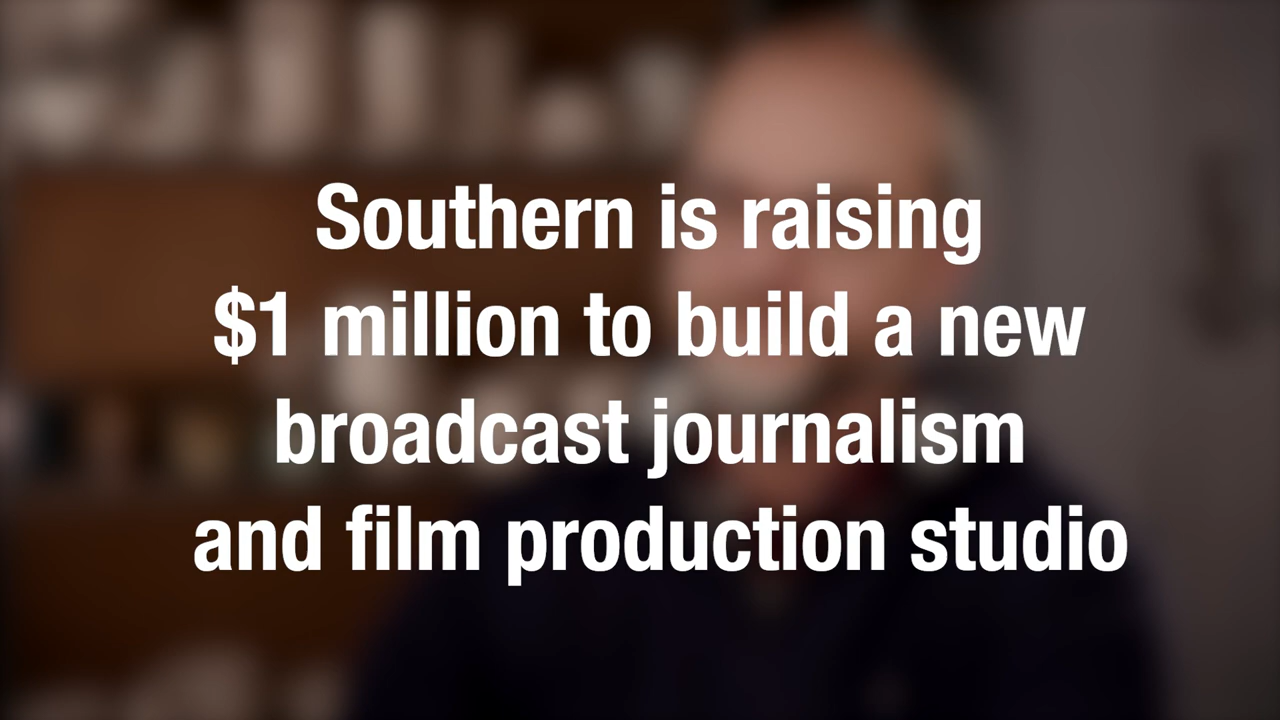 Southern is raising
$1 million to build a new
broadcast journalism
and film production studio